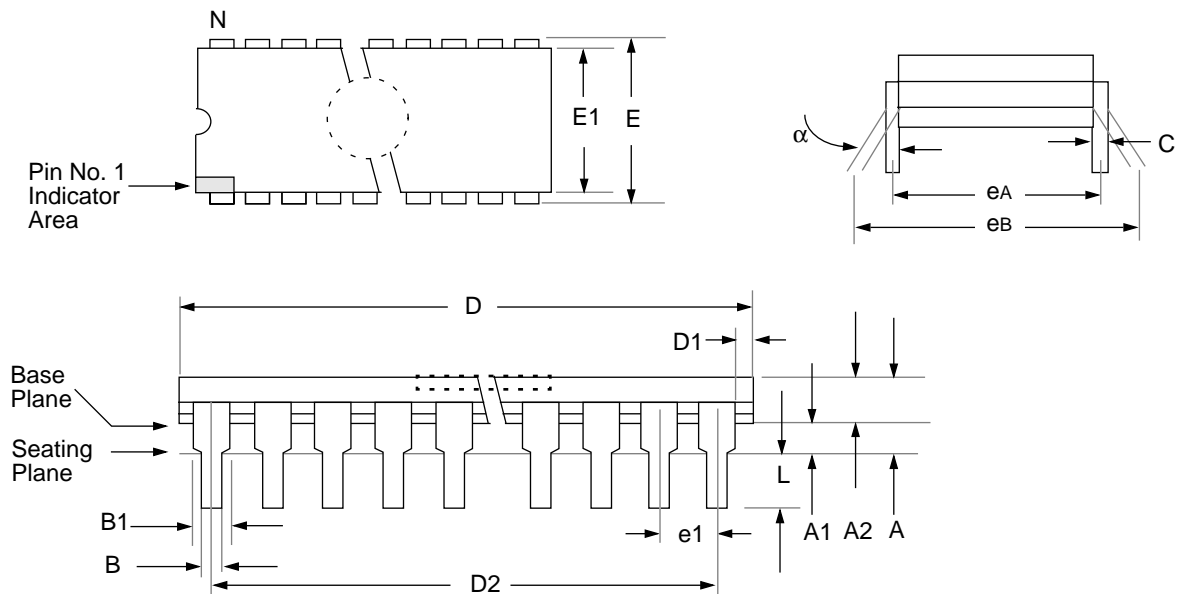 N
E1
E
Pin No. 1
Indicator
Area
α
C
eA
eB
D
D1
Base
Plane
Seating
Plane
L
B1
B
e1
A1
A2
A
D2